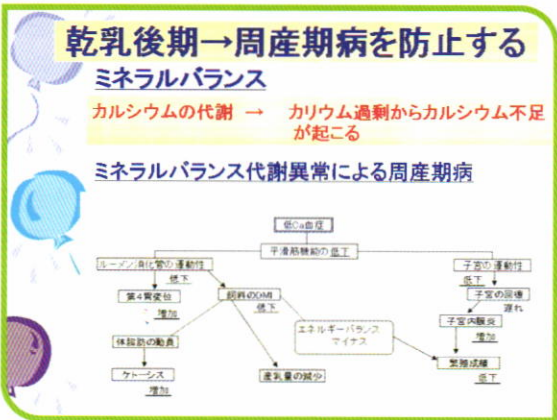 乾乳後期→周産期病を防止する
ミネラルバランス
カルシウムの代謝 → カリウム過剰からカルシウム不足
が起こる
ミネラルバランス代謝異常による周産期病
低Ca血症
平滑筋機能の低下
ルーメン消化管の運動性
低下
子宮の運動性
低下
第4胃変位
増加
飼料のDMI
低下
子宮の回復
遅れ
エネルギーバランス
マイナス
子宮内膜炎
増加
体脂肪の動員
繁殖成績
低下
ケトーシス
増加
産乳量の減少